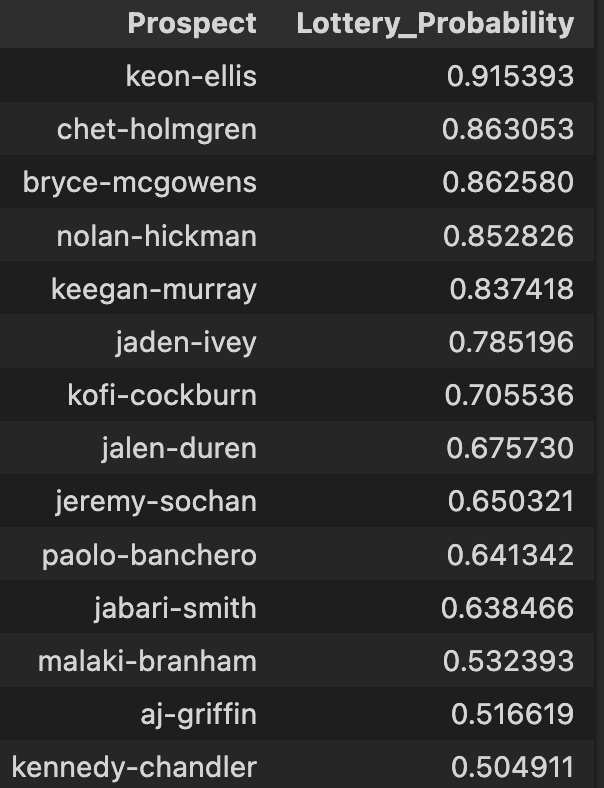 Prospect Lottery_Probability
keon-ellis 0.915393
chet-holmgren 0.863053
bryce-mcgowens 0.862580
nolan-hickman 0.852826
keegan-murray 0.837418
jaden-ivey 0.785196
kofi-cockburn 0.705536
jalen-duren 0.675730
jeremy-sochan 0.650321
paolo-banchero 0.641342
jabari-smith 0.638466
malaki-branham 0.532393
aj-griffin 0.516619
kennedy-chandler 0.504911